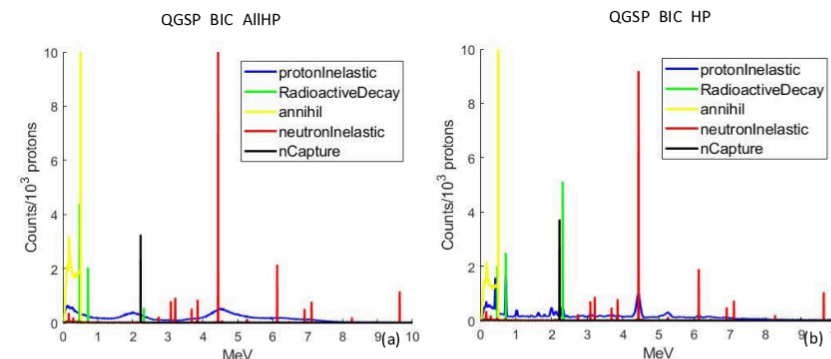 QGSP BIC AllHP
10
8
6
4
2
0
Counts/10³ protons
protonInelastic
RadioactiveDecay
annihil
neutronInelastic
nCapture
0 1 2 3 4 5 6 7 8 9 10
(a)
MeV
QGSP BIC HP
10
8
6
4
2
0
Counts/10³ protons
protonInelastic
RadioactiveDecay
annihil
neutronInelastic
nCapture
0 1 2 3 4 5 6 7 8 9
(b)
MeV